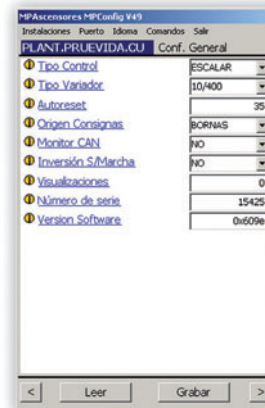 MPAscensores MPConfig V49
Instalaciones Puerto Idioma Comandos Salir
PLANT.PRUEVIDA.CU Conf. General
Tipo Control ESCALAR
Tipo Variador 10/400
Autoreset 35
Origen Consignas BORNAS
Monitor CAN NO
Inversión S/Marcha NO
Visualizaciones 0
Número de serie 15425
Version Software 0x609e
< Leer Grabar >